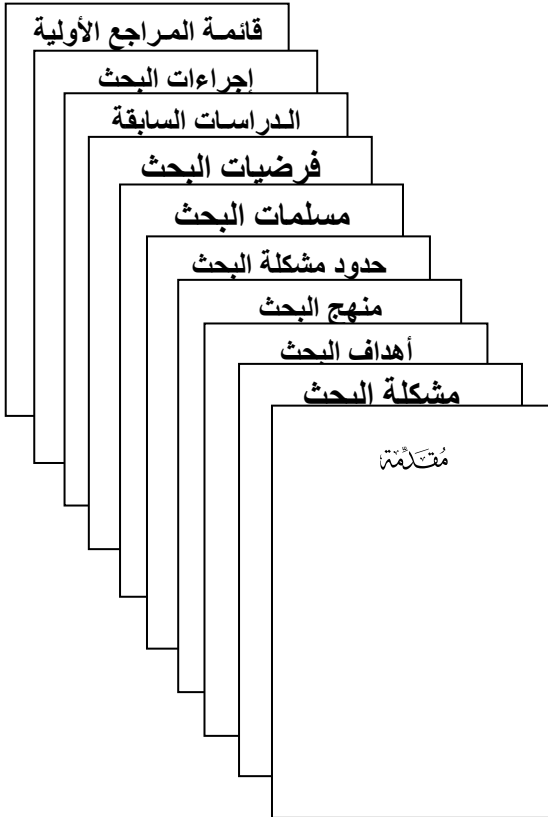 قائمة المراجع الأولية
إجراءات البحث
الدراسات السابقة
فرضيات البحث
مسلمات البحث
حدود مشكلة البحث
منهج البحث
أهداف البحث
مشكلة البحث
مُقَدِّمَة